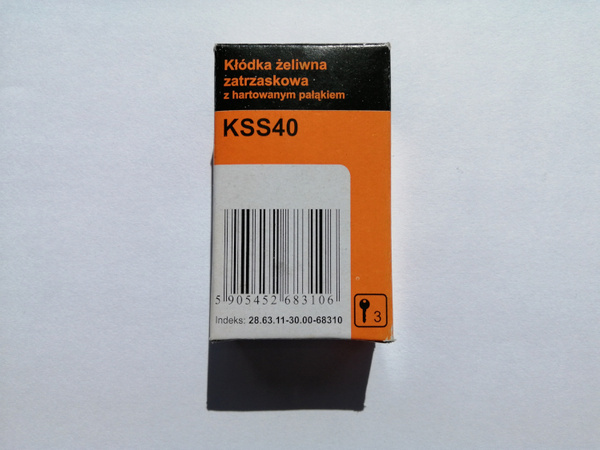 Kłódka żeliwna
zatrzaskowa
z hartowanym pałąkiem
KSS40
5 905452 683106
Indeks: 28.63.11-30.00-68310
3